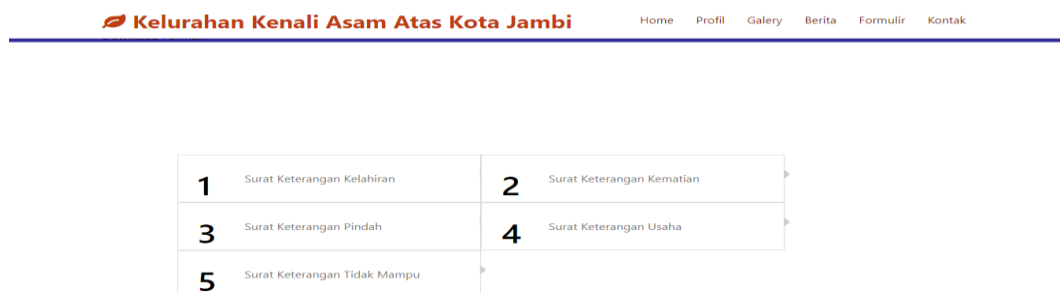 Kelurahan Kenali Asam Atas Kota Jambi Home Profil Galery Berita Formulir Kontak
1 Surat Keterangan Kelahiran 2 Surat Keterangan Kematian
3 Surat Keterangan Pindah 4 Surat Keterangan Usaha
5 Surat Keterangan Tidak Mampu